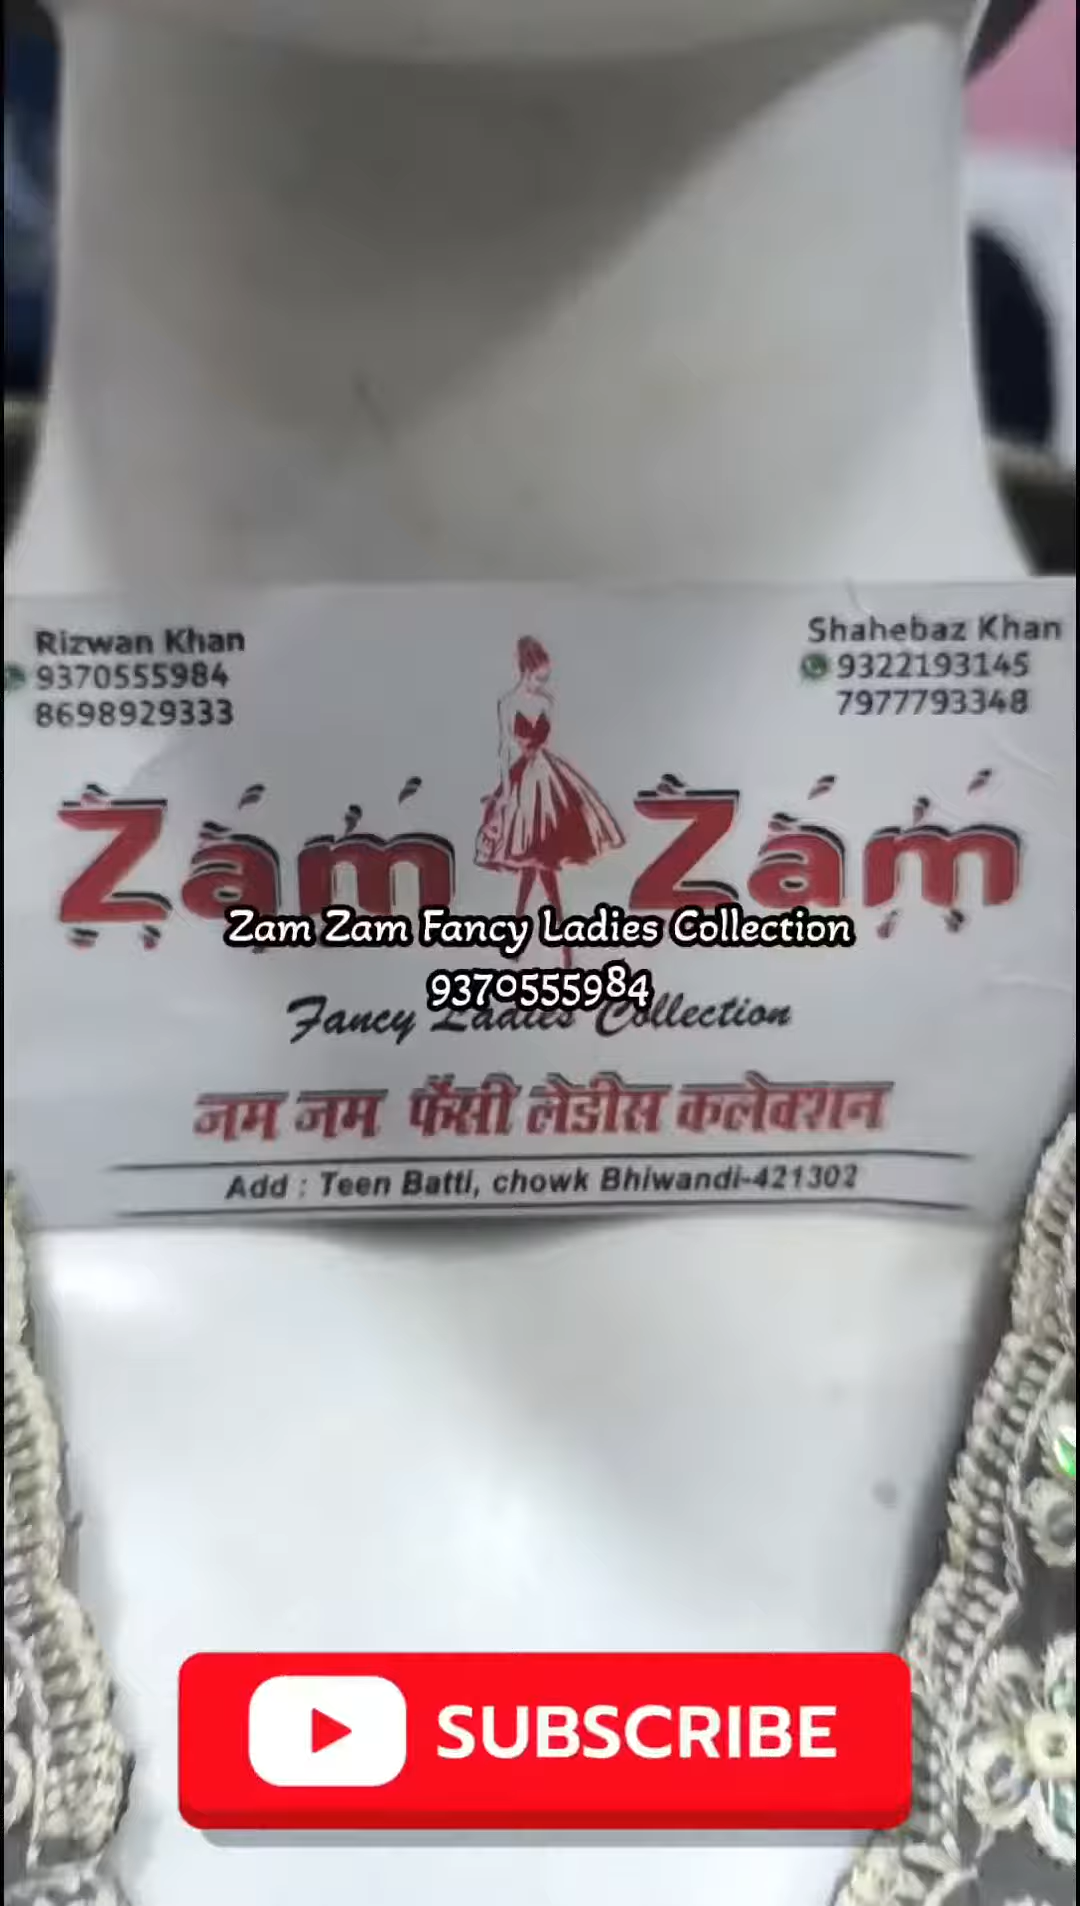 Rizwan Khan
9370555984
8698929333
Shahebaz Khan
9322193145
7977793348
Zam Zam
Zam Zam Fancy Ladies Collection
9370555984
Fancy Ladies Collection
जम जम फॅसी लेडीस कलेक्शन
Add : Teen Batti, chowk Bhiwandi-421302
SUBSCRIBE